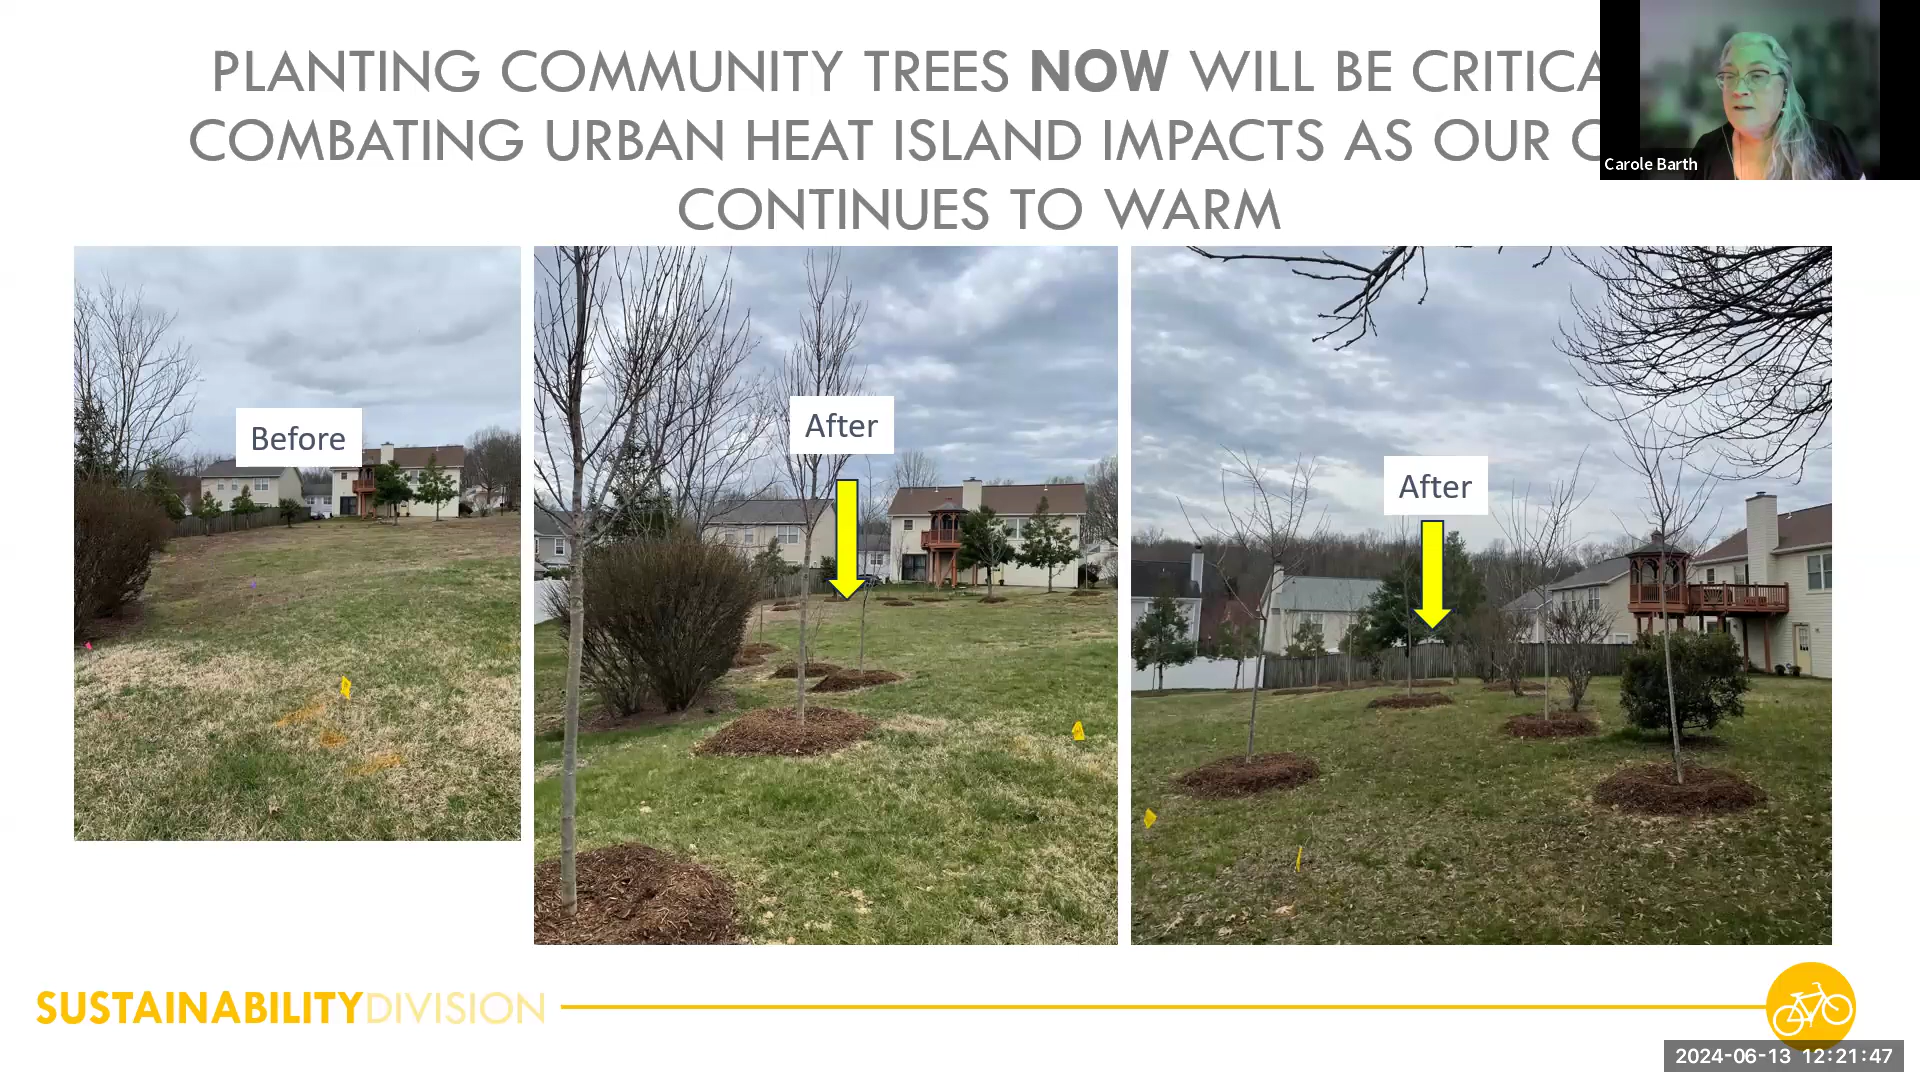 PLANTING COMMUNITY TREES NOW WILL BE CRITICA
COMBATING URBAN HEAT ISLAND IMPACTS AS OUR
CONTINUES TO WARM
Carole Barth
Before
After
After
SUSTAINABILITYDIVISION
2024-06-13 12:21:47